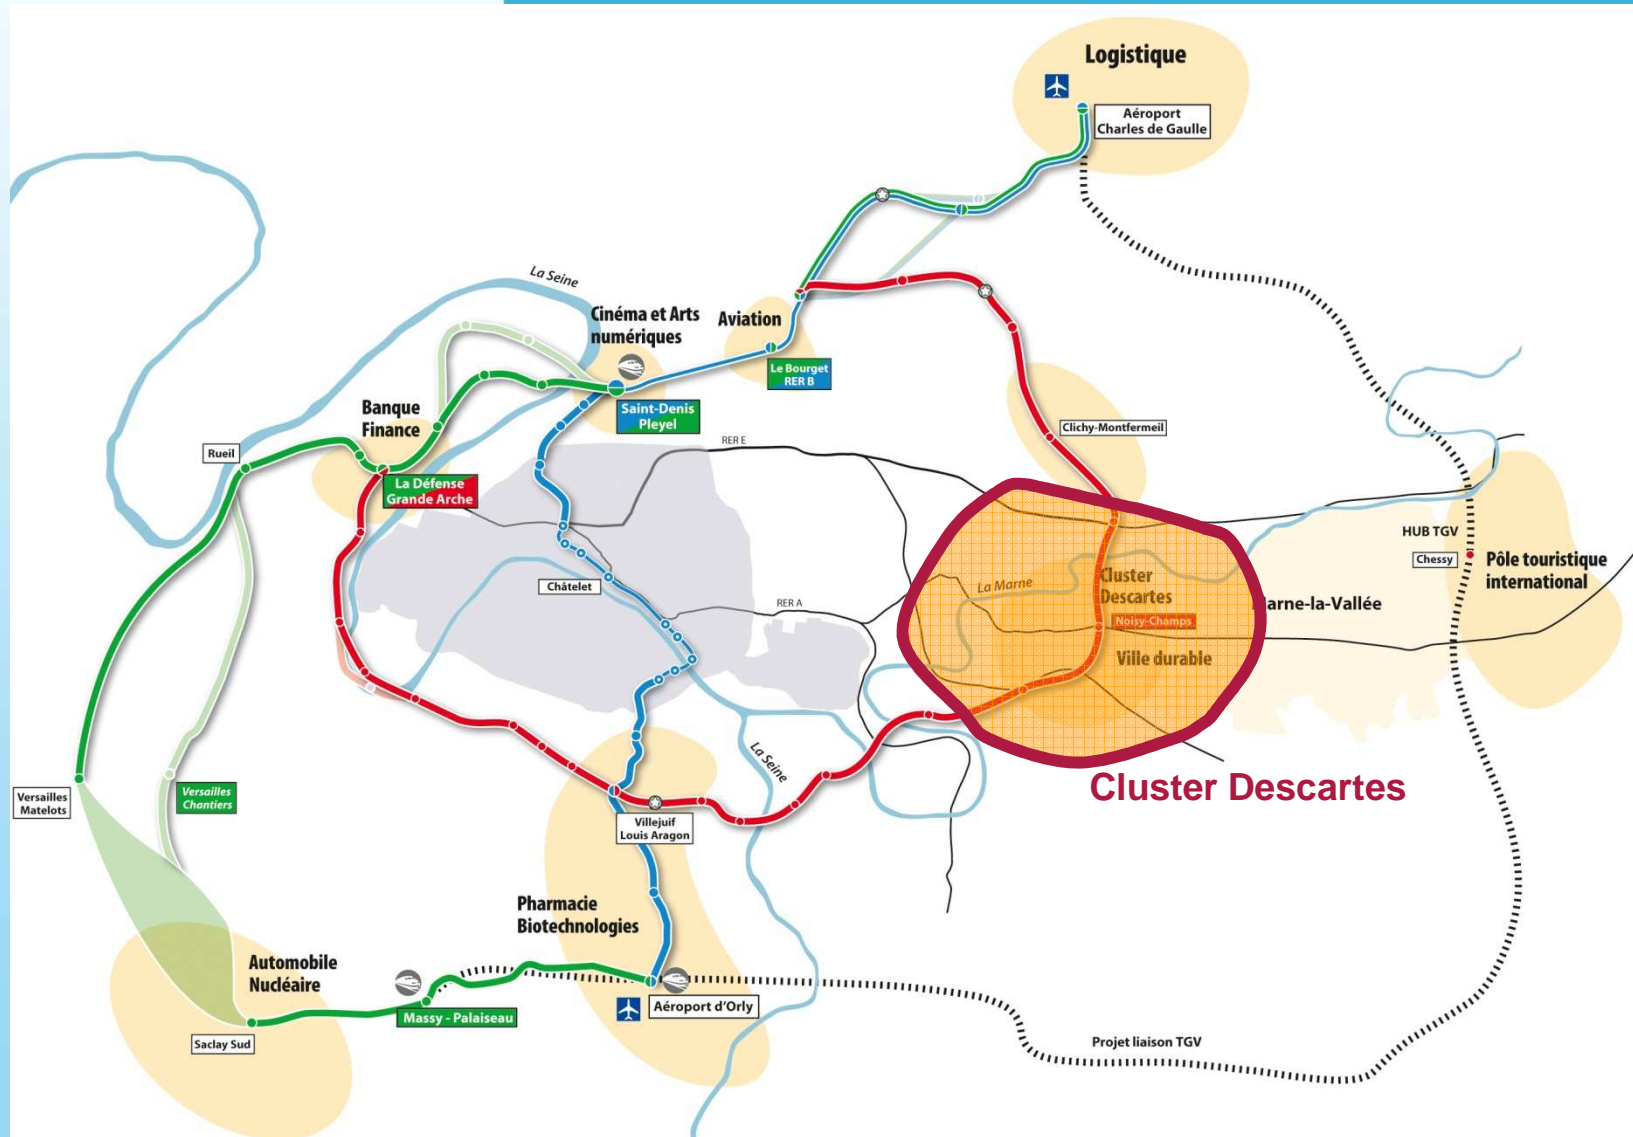 Logistique
Aéroport
Charles de Gaulle
La Seine
Cinéma et Arts
numériques
Aviation
Le Bourget
RER B
Saint-Denis
Pleyel
Banque
Finance
Rueil
La Défense
Grande Arche
RER E
Clichy-Montfermeil
HUB TGV
Chessy
Pôle touristique
international
Châtelet
La Marne
Cluster
Descartes
RER A
Noisy-Champs
Marne-la-Vallée
Ville durable
La Seine
Cluster Descartes
Versailles
Matelots
Versailles
Chantiers
Villejuif
Louis Aragon
Pharmacie
Biotechnologies
Automobile
Nucléaire
Aéroport d'Orly
Massy - Palaiseau
Saclay Sud
Projet liaison TGV